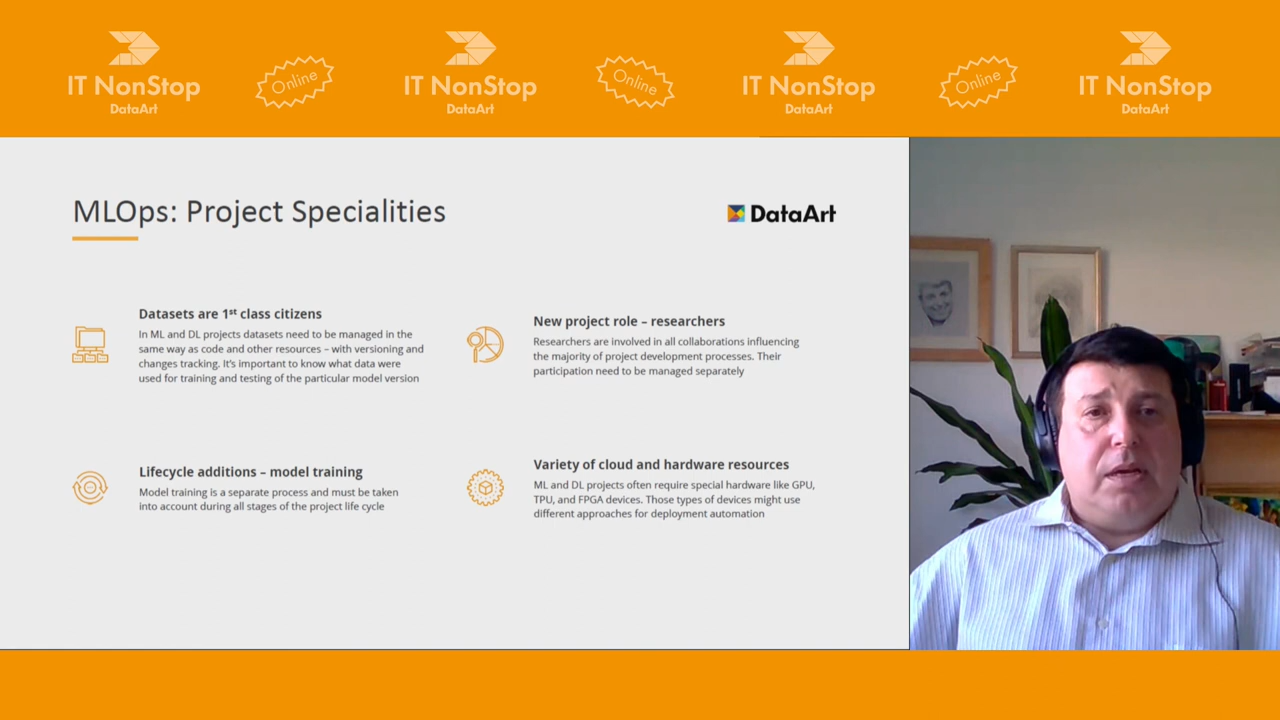 IT NonStop
DataArt
Online
IT NonStop
DataArt
Online
IT NonStop
DataArt
Online
IT NonStop
DataArt
MLOps: Project Specialities
DataArt
Datasets are 1st class citizens
In ML and DL projects datasets need to be managed in the
same way as code and other resources – with versioning and
changes tracking. It's important to know what data were
used for training and testing of the particular model version
New project role – researchers
Researchers are involved in all collaborations influencing
the majority of project development processes. Their
participation need to be managed separately
Lifecycle additions – model training
Model training is a separate process and must be taken
into account during all stages of the project life cycle
Variety of cloud and hardware resources
ML and DL projects often require special hardware like GPU,
TPU, and FPGA devices. Those types of devices might use
different approaches for deployment automation